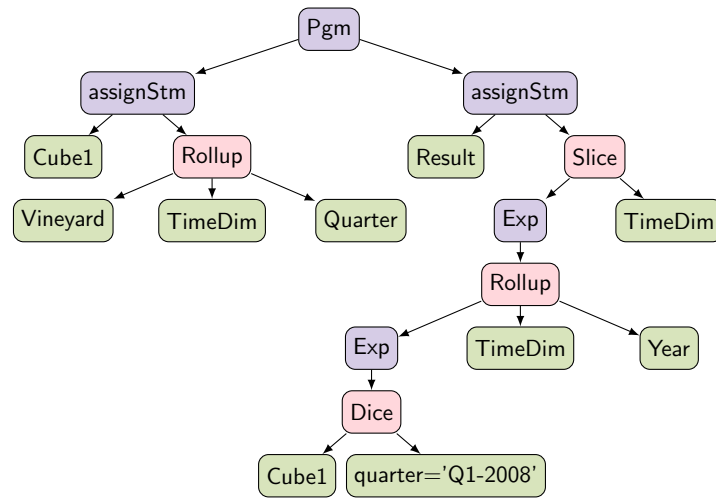 Pgm
assignStm assignStm
Cube1 Rollup Result Slice
Vineyard TimeDim Quarter Exp TimeDim
Rollup
Exp TimeDim Year
Dice
Cube1 quarter='Q1-2008'